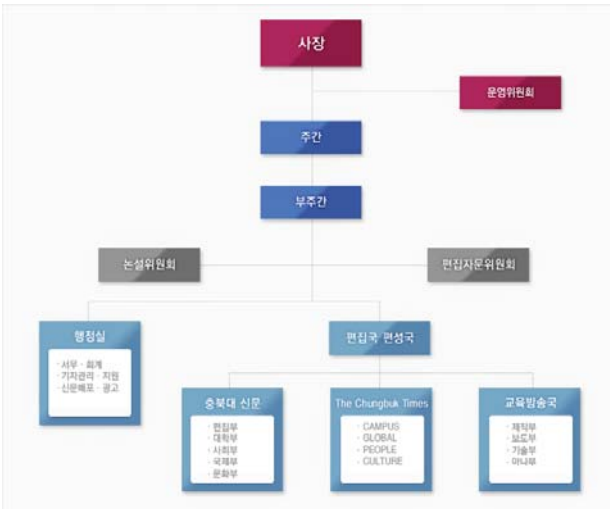 사장
운영위원회
주간
부주간
논설위원회
편집자문위원회
행정실
· 서무 · 회계
· 기자관리 · 지원
· 신문배포 · 광고
편집국 편성국
충북대 신문
· 편집부
· 대학부
· 사회부
· 국제부
· 문화부
The Chungbuk Times
· CAMPUS
· GLOBAL
· PEOPLE
· CULTURE
교육방송국
· 제작부
· 보도부
· 기술부
· 아나부